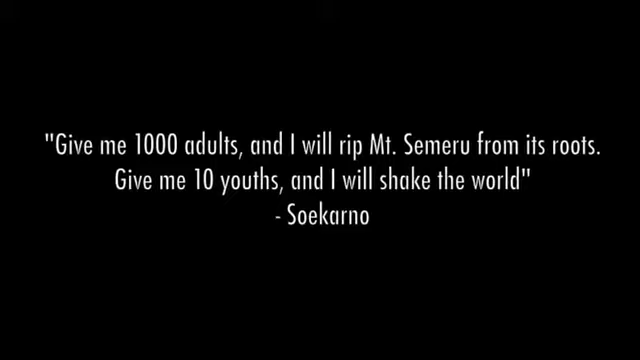 "Give me 1000 adults, and I will rip Mt. Semeru from its roots.
Give me 10 youths, and I will shake the world"
- Soekarno